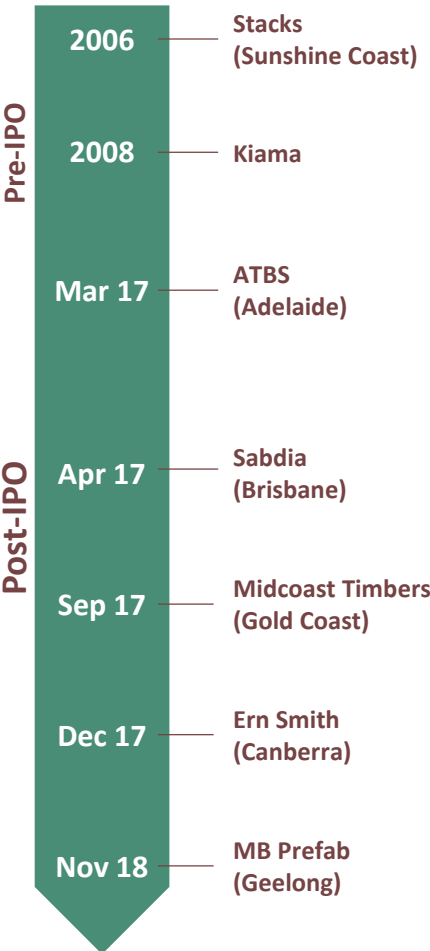 Pre-IPO
2006
Stacks
(Sunshine Coast)
2008
Kiama
Post-IPO
Mar 17
ATBS
(Adelaide)
Apr 17
Sabdia
(Brisbane)
Sep 17
Midcoast Timbers
(Gold Coast)
Dec 17
Ern Smith
(Canberra)
Nov 18
MB Prefab
(Geelong)